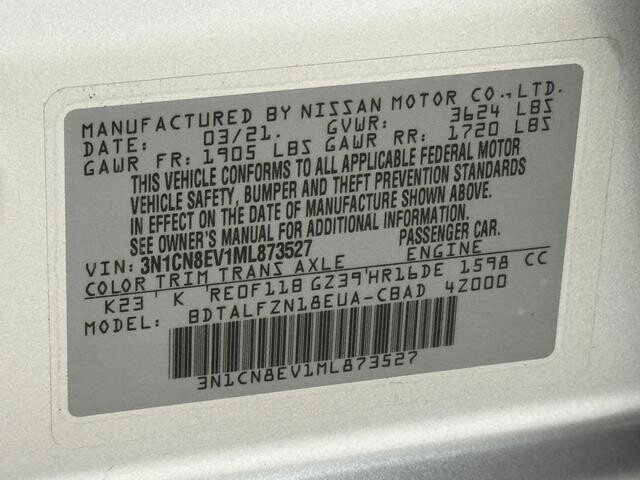 MANUFACTURED BY NISSAN MOTOR CO., LTD.
DATE: 03/21. GVWR: 3624 LBS
GAWR FR: 1905 LBS GAWR RR: 1720 LBS
THIS VEHICLE CONFORMS TO ALL APPLICABLE FEDERAL MOTOR
VEHICLE SAFETY, BUMPER AND THEFT PREVENTION STANDARDS
IN EFFECT ON THE DATE OF MANUFACTURE SHOWN ABOVE.
SEE OWNER'S MANUAL FOR ADDITIONAL INFORMATION.
VIN: 3N1CN8EV1ML873527 PASSENGER CAR.
COLOR TRIM TRANS AXLE ENGINE
K23 K RE0F11B GZ39 HR16DE 1598 CC
MODEL: BDTALFZN18EUA-CBAD 4Z000
3N1CN8EV1ML873527